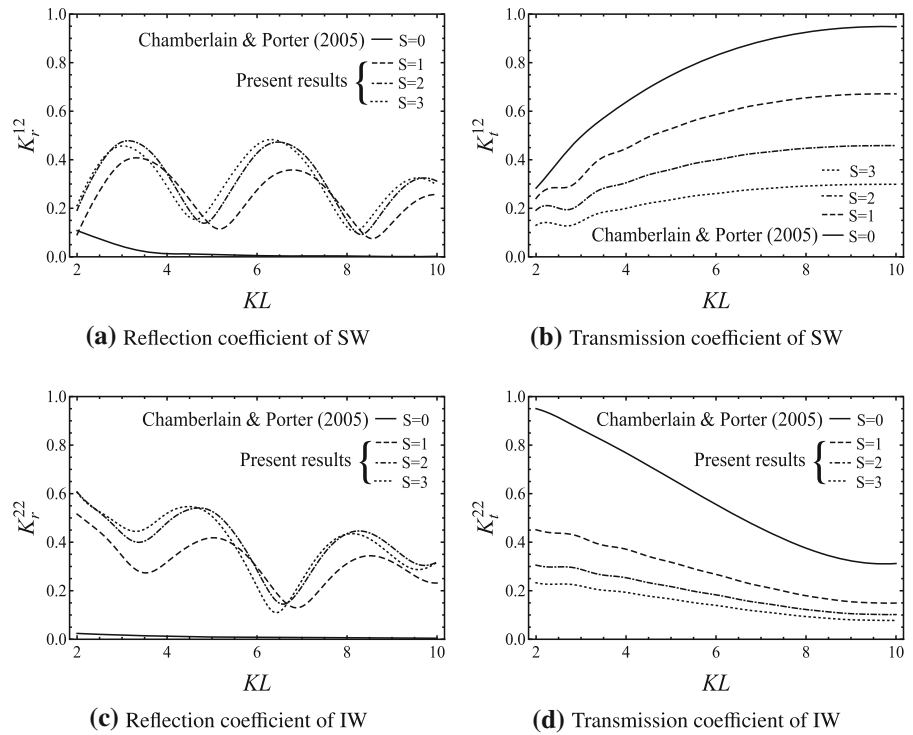 Chamberlain & Porter (2005) S=0
Present results { S=1
S=2
S=3
K_r^12
1.0
0.8
0.6
0.4
0.2
0.0
2 4 6 8 10
KL
(a) Reflection coefficient of SW
K_t^12
1.0
0.8
0.6
0.4
0.2
0.0
S=3
S=2
S=1
Chamberlain & Porter (2005) S=0
2 4 6 8 10
KL
(b) Transmission coefficient of SW
Chamberlain & Porter (2005) S=0
Present results { S=1
S=2
S=3
K_r^22
1.0
0.8
0.6
0.4
0.2
0.0
2 4 6 8 10
KL
(c) Reflection coefficient of IW
Chamberlain & Porter (2005) S=0
Present results { S=1
S=2
S=3
K_t^22
1.0
0.8
0.6
0.4
0.2
0.0
2 4 6 8 10
KL
(d) Transmission coefficient of IW